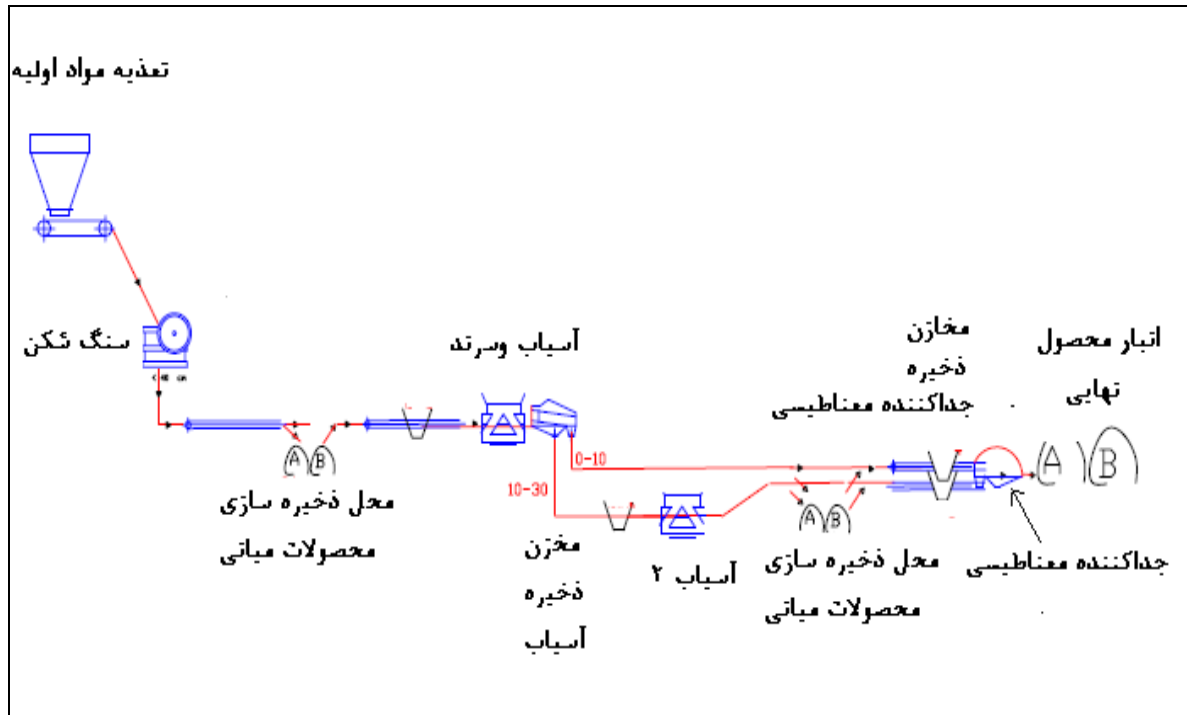 تغذیه مواد اولیه
سنگ شکن
A B
محل ذخیره سازی
محصولات میانی
آسیاب وسرند
0-10
10-30
مخزن
ذخیره
آسیاب
آسیاب ۲
A B
محل ذخیره سازی
محصولات میانی
مخازن
ذخیره
جداکننده مغناطیسی
جداکننده مغناطیسی
انبار محصول
نهایی
A B